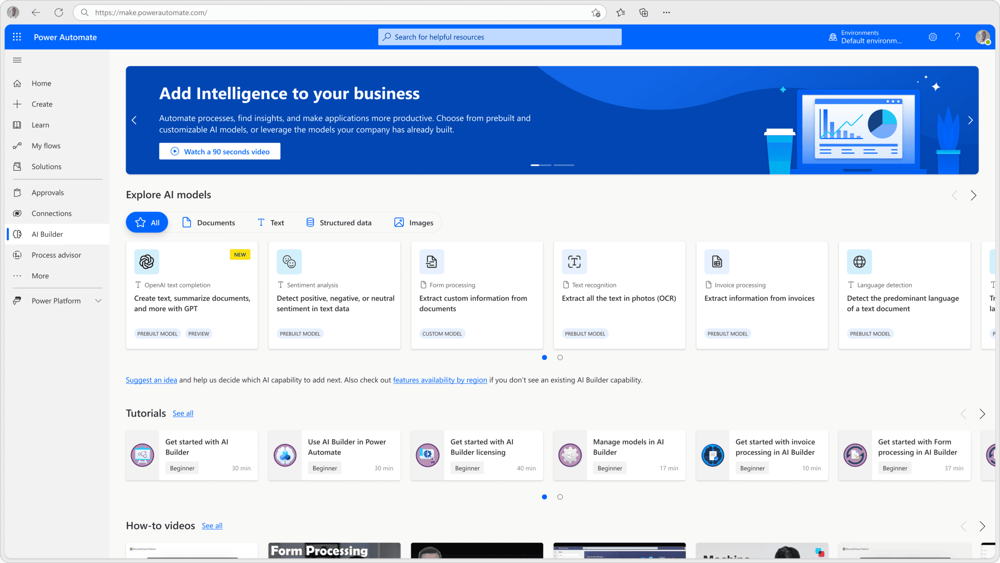 https://make.powerautomate.com/
Power Automate
Search for helpful resources
Environments
Default environm...
Home
Create
Learn
My flows
Solutions
Approvals
Connections
AI Builder
Process advisor
More
Power Platform
Add Intelligence to your business
Automate processes, find insights, and make applications more productive. Choose from prebuilt and
customizable AI models, or leverage the models your company has already built.
Watch a 90 seconds video
Explore AI models
All
Documents
Text
Structured data
Images
NEW
OpenAI text completion
Create text, summarize documents,
and more with GPT
PREBUILT MODEL
PREVIEW
Sentiment analysis
Detect positive, negative, or neutral
sentiment in text data
PREBUILT MODEL
Form processing
Extract custom information from
documents
CUSTOM MODEL
Text recognition
Extract all the text in photos (OCR)
PREBUILT MODEL
Invoice processing
Extract information from invoices
PREBUILT MODEL
Language detection
Detect the predominant language
of a text document
PREBUILT MODEL
Suggest an idea and help us decide which AI capability to add next. Also check out features availability by region if you don't see an existing AI Builder capability.
Tutorials See all
Get started with AI
Builder
Beginner
30 min
Use AI Builder in Power
Automate
Beginner
30 min
Get started with AI
Builder licensing
Beginner
40 min
Manage models in AI
Builder
Beginner
17 min
Get started with invoice
processing in AI Builder
Beginner
10 min
Get started with Form
processing in AI Builder
Beginner
37 min
How-to videos See all
Microsoft Power Platform
Form Processing
Machine
Microsoft Power Platform